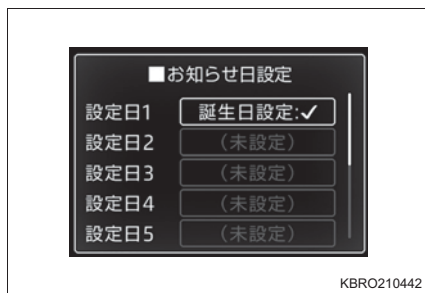 ■お知らせ日設定
設定日1 誕生日設定:✓
設定日2 （未設定）
設定日3 （未設定）
設定日4 （未設定）
設定日5 （未設定）
KBRO210442